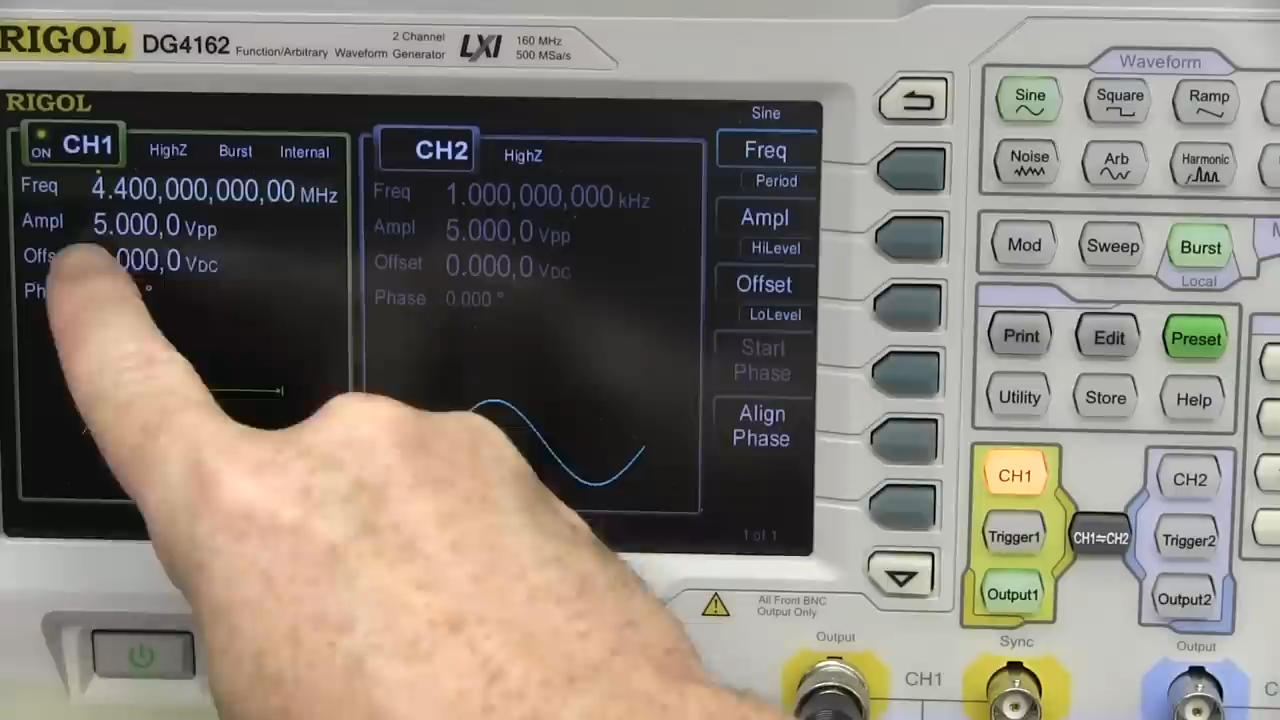 RIGOL DG4162 Function/Arbitrary Waveform Generator
2 Channel
LXI
160 MHz
500 MSa/s
RIGOL
ON CH1 HighZ Burst Internal
Freq 4.400,000,000,00 MHz
Ampl 5.000,0 Vpp
000,0 VDC
CH2 HighZ
Freq 1.000,000,000 kHz
Ampl 5.000,0 Vpp
Offset 0.000,0 VDC
Phase 0.000 °
Sine
Freq
Period
Ampl
HiLevel
Offset
LoLevel
Start
Phase
Align
Phase
1 of 1
Waveform
Sine Square Ramp
Noise Arb Harmonic
Mod Sweep Burst
Local
Print Edit Preset
Utility Store Help
CH1 CH2
Trigger1 CH1⇌CH2 Trigger2
Output1 Output2
All Front BNC
Output Only
Output Sync Output
CH1